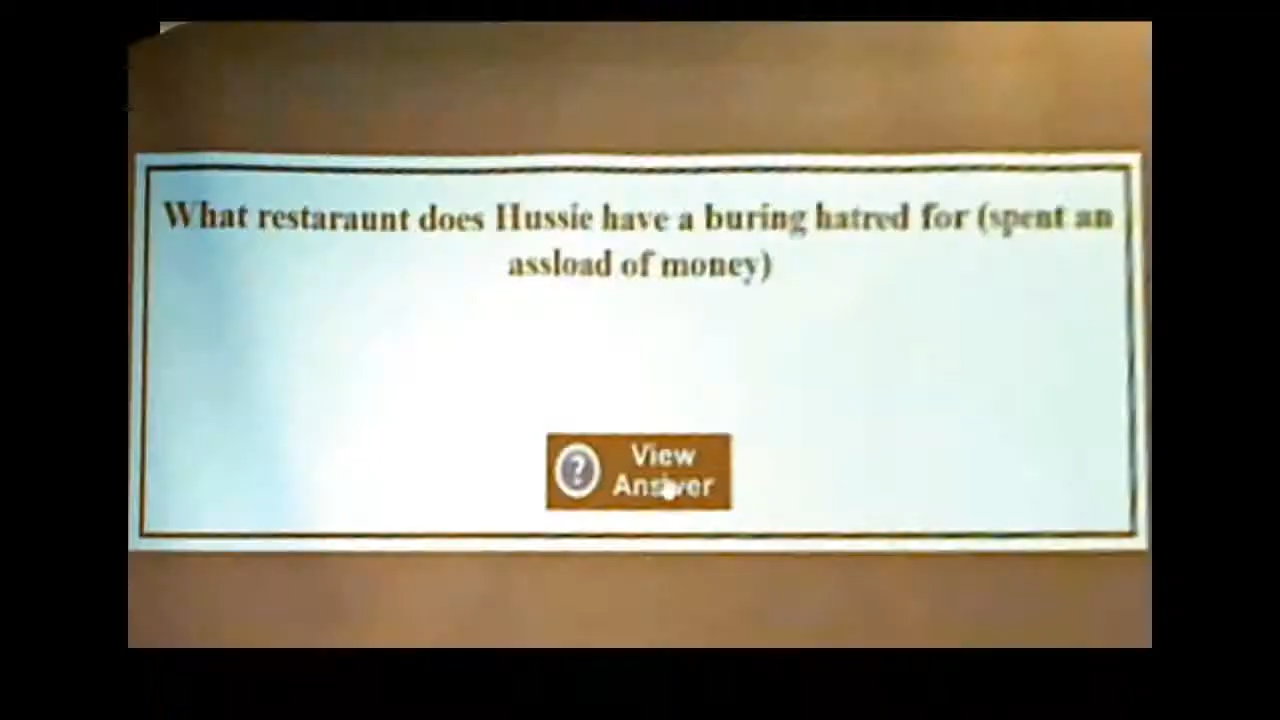 What restaraunt does Hussie have a buring hatred for (spent an
assload of money)
View
Answer